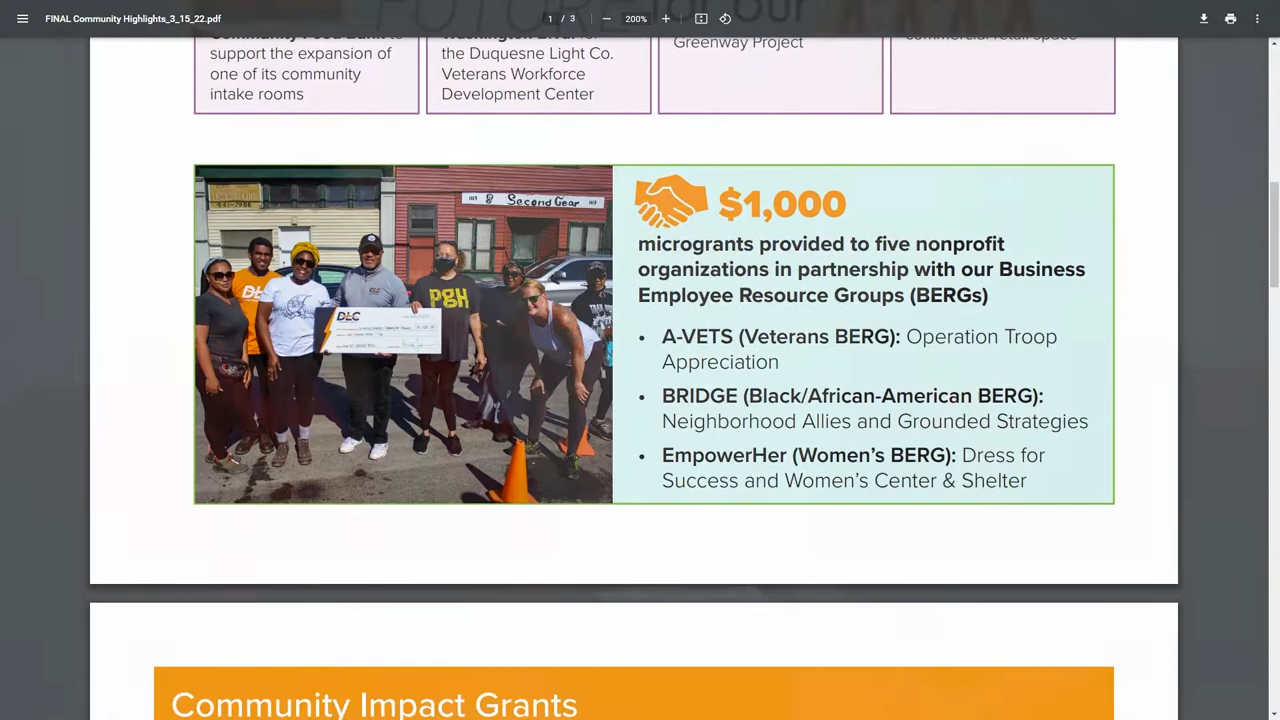 FINAL Community Highlights_3_15_22.pdf
1 / 3
200%
support the expansion of
one of its community
intake rooms
the Duquesne Light Co.
Veterans Workforce
Development Center
Greenway Project
Second Gear
DLC
PGH
$1,000
microgrants provided to five nonprofit
organizations in partnership with our Business
Employee Resource Groups (BERGs)
• A-VETS (Veterans BERG): Operation Troop
Appreciation
• BRIDGE (Black/African-American BERG):
Neighborhood Allies and Grounded Strategies
• EmpowerHer (Women's BERG): Dress for
Success and Women's Center & Shelter
Community Impact Grants